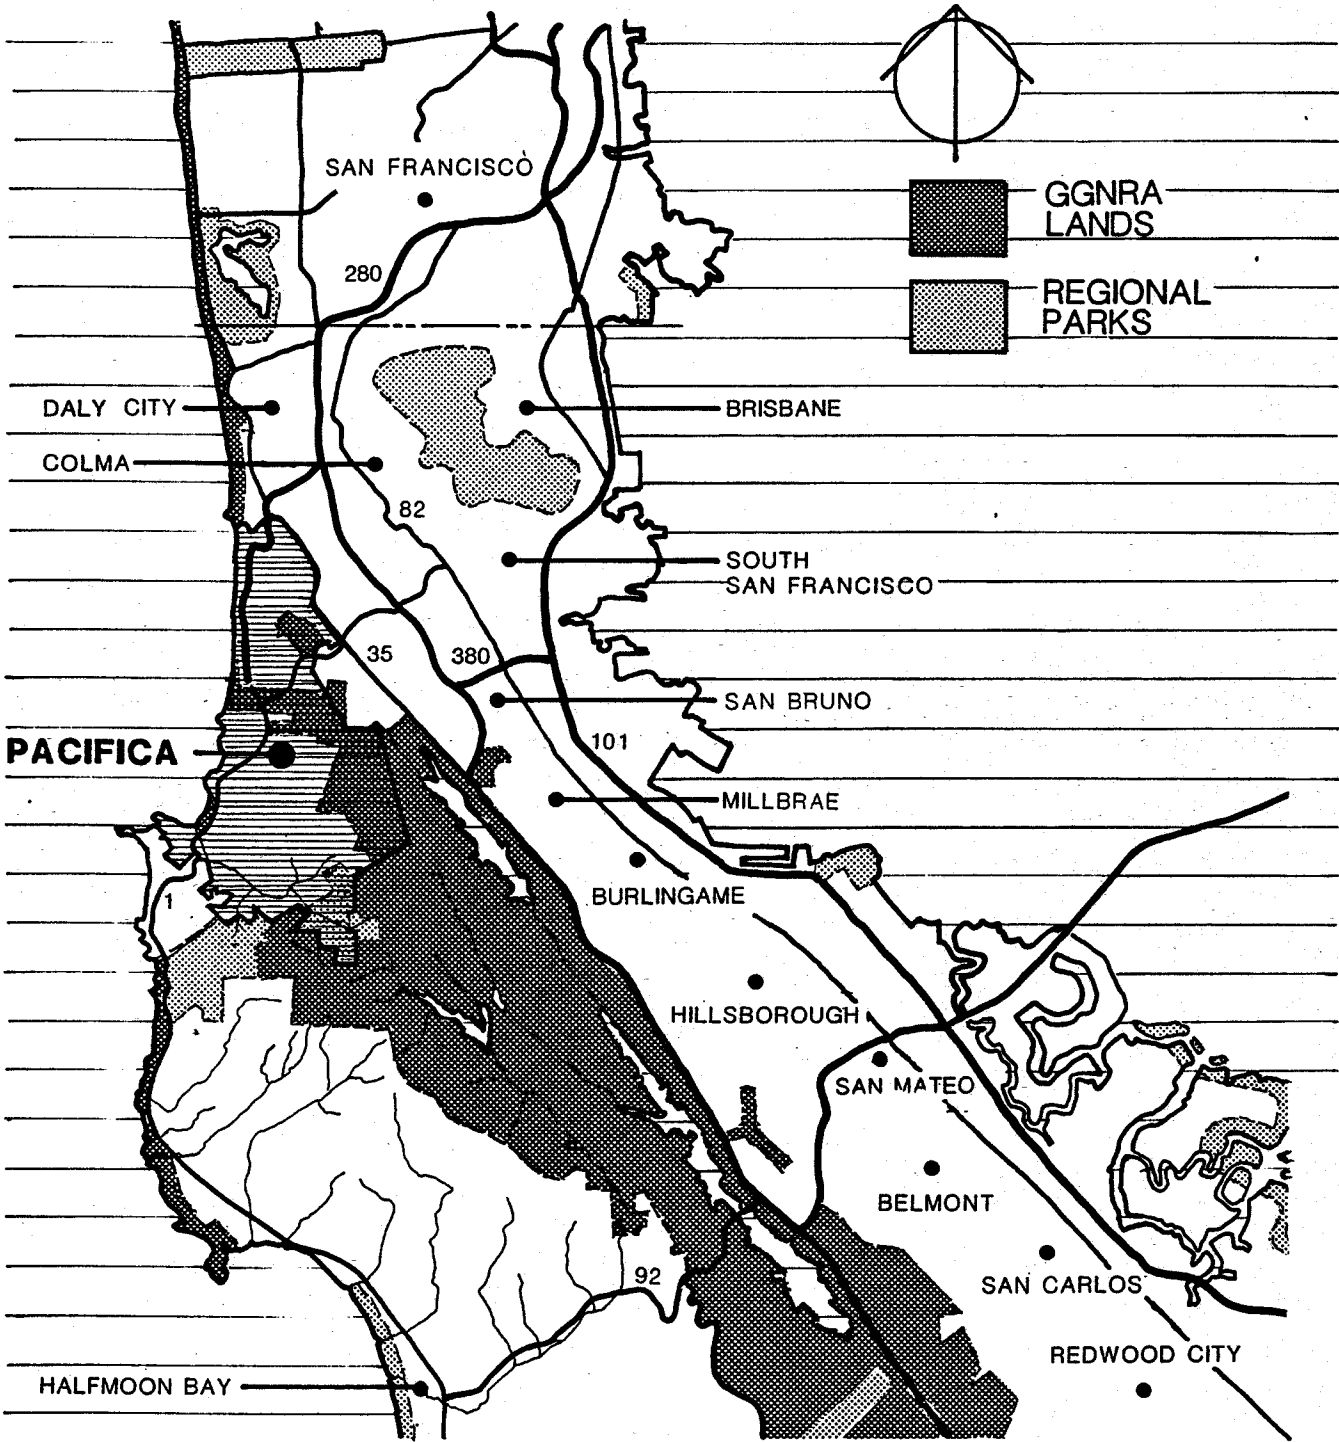 SAN FRANCISCO
GGNRA
LANDS
280
REGIONAL
PARKS
DALY CITY
BRISBANE
COLMA
82
SOUTH
SAN FRANCISCO
35
380
SAN BRUNO
101
PACIFICA
MILLBRAE
BURLINGAME
1
HILLSBOROUGH
SAN MATEO
BELMONT
92
SAN CARLOS
REDWOOD CITY
HALFMOON BAY